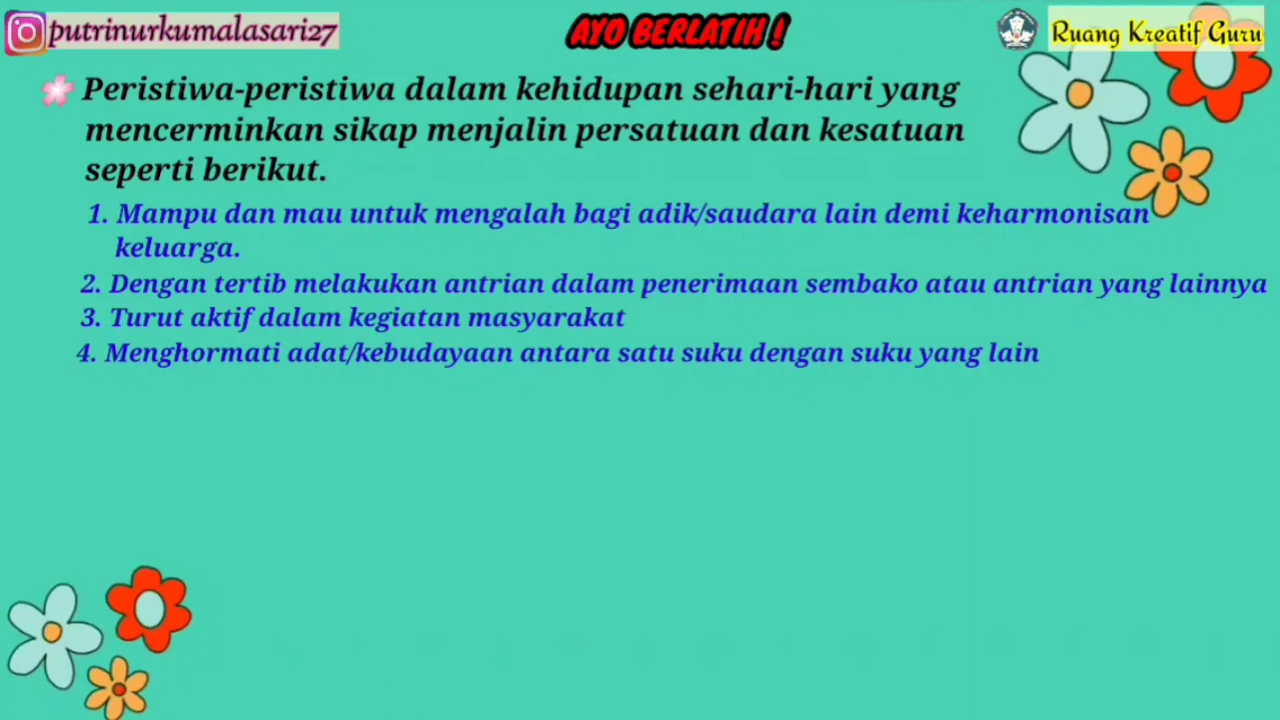 putrinurkumalasari27
AYO BERLATIH !
Ruang Kreatif Guru
Peristiwa-peristiwa dalam kehidupan sehari-hari yang
mencerminkan sikap menjalin persatuan dan kesatuan
seperti berikut.
1. Mampu dan mau untuk mengalah bagi adik/saudara lain demi keharmonisan
keluarga.
2. Dengan tertib melakukan antrian dalam penerimaan sembako atau antrian yang lainnya
3. Turut aktif dalam kegiatan masyarakat
4. Menghormati adat/kebudayaan antara satu suku dengan suku yang lain